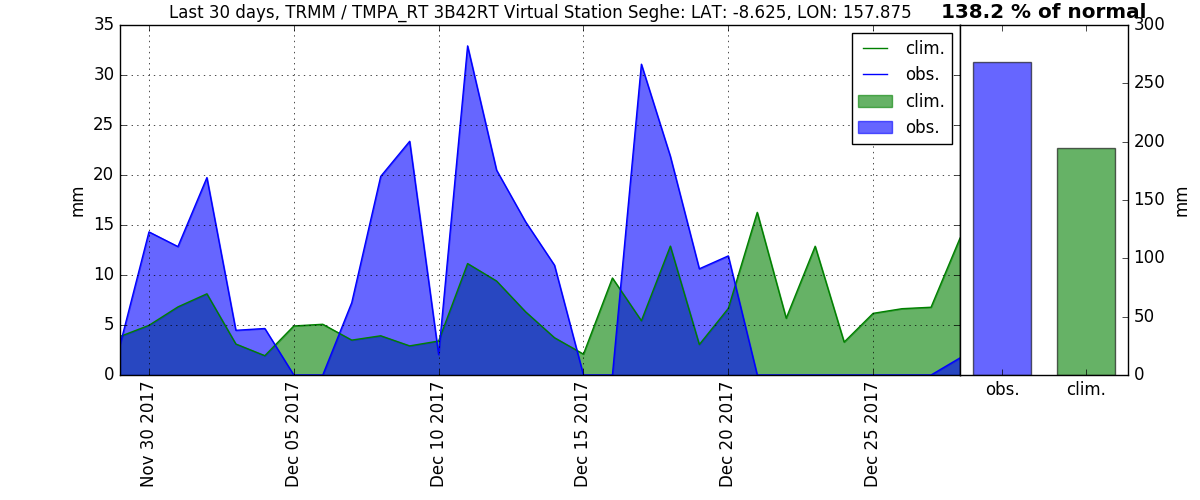 Last 30 days, TRMM / TMPA_RT 3B42RT Virtual Station Seghe: LAT: -8.625, LON: 157.875
138.2 % of normal
35
30
25
20
15
10
5
0
mm
Nov 30 2017
Dec 05 2017
Dec 10 2017
Dec 15 2017
Dec 20 2017
Dec 25 2017
clim.
obs.
clim.
obs.
300
250
200
150
100
50
0
mm
obs.
clim.